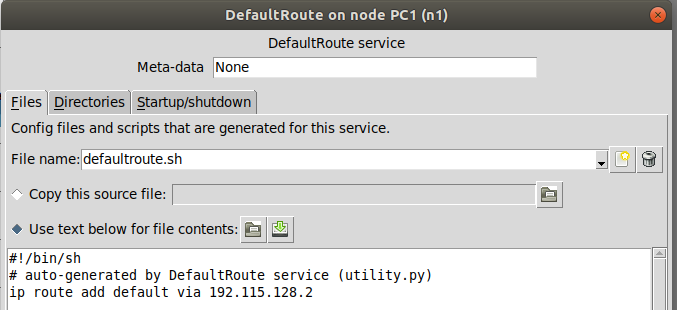 DefaultRoute on node PC1 (n1)
DefaultRoute service
Meta-data None
Files Directories Startup/shutdown
Config files and scripts that are generated for this service.
File name: defaultroute.sh
Copy this source file:
Use text below for file contents:
#!/bin/sh
# auto-generated by DefaultRoute service (utility.py)
ip route add default via 192.115.128.2